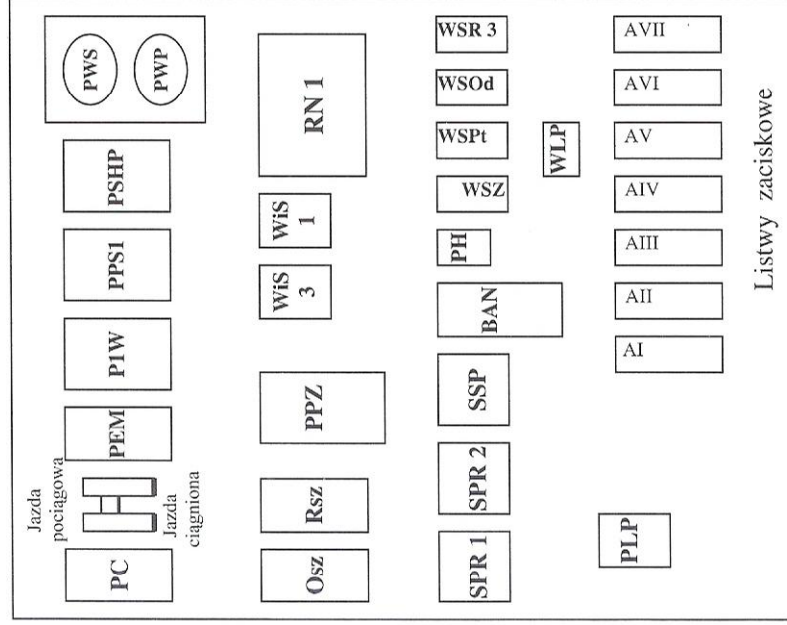 PWS
PWP
PSHP
PPS1
P1W
PEM
Jazda
pociągowa
Jazda
ciągniona
PC
RN 1
WiS
1
WiS
3
PPZ
Rsz
Osz
WSR 3
WSOd
WSPt
WSZ
PH
BAN
SSP
SPR 2
SPR 1
WLP
PLP
AVII
AVI
AV
AIV
AIII
AII
AI
Listwy zaciskowe